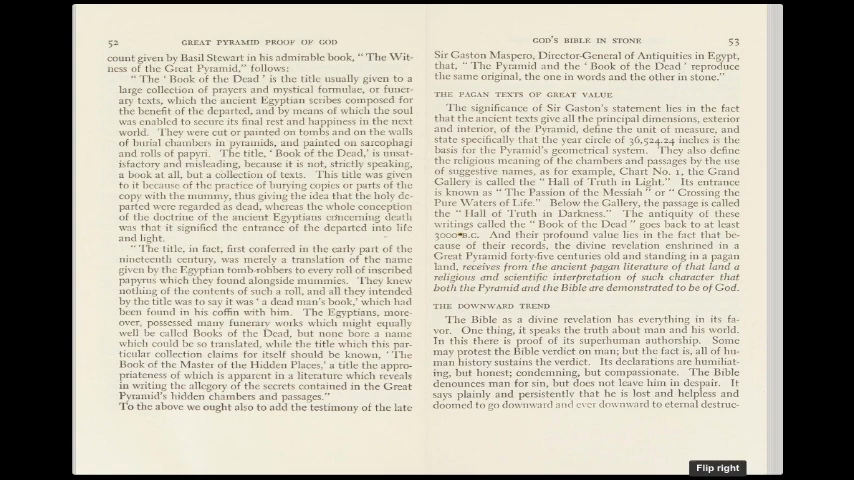 52 GREAT PYRAMID PROOF OF GOD
count given by Basil Stewart in his admirable book, “ The Wit-
ness of the Great Pyramid,” follows:
“ The ‘ Book of the Dead ’ is the title usually given to a
large collection of prayers and mystical formulae, or funer-
ary texts, which the ancient Egyptian scribes composed for
the benefit of the departed, and by means of which the soul
was enabled to secure its final rest and happiness in the next
world. They were cut or painted on tombs and on the walls
of burial chambers in pyramids, and painted on sarcophagi
and rolls of papyri. The title, ‘ Book of the Dead,’ is unsat-
isfactory and misleading, because it is not, strictly speaking,
a book at all, but a collection of texts. This title was given
to it because of the practice of burying copies or parts of the
copy with the mummy, thus giving the idea that the holy de-
parted were regarded as dead, whereas the whole conception
of the doctrine of the ancient Egyptians concerning death
was that it signified the entrance of the departed into life
and light.
“ The title, in fact, first conferred in the early part of the
nineteenth century, was merely a translation of the name
given by the Egyptian tomb-robbers to every roll of inscribed
papyrus which they found alongside mummies. They knew
nothing of the contents of such a roll, and all they intended
by the title was to say it was ‘ a dead man’s book,’ which had
been found in his coffin with him. The Egyptians, more-
over, possessed many funerary works which might equally
well be called Books of the Dead, but none bore a name
which could be so translated, while the title which this par-
ticular collection claims for itself should be known, ‘ The
Book of the Master of the Hidden Places,’ a title the appro-
priateness of which is apparent in a literature which reveals
in writing the allegory of the secrets contained in the Great
Pyramid’s hidden chambers and passages.”
To the above we ought also to add the testimony of the late
GOD’S BIBLE IN STONE 53
Sir Gaston Maspero, Director-General of Antiquities in Egypt,
that, “ The Pyramid and the ‘ Book of the Dead ’ reproduce
the same original, the one in words and the other in stone.”
THE PAGAN TEXTS OF GREAT VALUE
The significance of Sir Gaston’s statement lies in the fact
that the ancient texts give all the principal dimensions, exterior
and interior, of the Pyramid, define the unit of measure, and
state specifically that the year circle of 36,524.24 inches is the
basis for the Pyramid’s geometrical system. They also define
the religious meaning of the chambers and passages by the use
of suggestive names, as for example, Chart No. 1, the Grand
Gallery is called the “ Hall of Truth in Light.” Its entrance
is known as “ The Passion of the Messiah ” or “ Crossing the
Pure Waters of Life.” Below the Gallery, the passage is called
the “ Hall of Truth in Darkness.” The antiquity of these
writings called the “ Book of the Dead ” goes back to at least
3000 B.C. And their profound value lies in the fact that be-
cause of their records, the divine revelation enshrined in a
Great Pyramid forty-five centuries old and standing in a pagan
land, receives from the ancient pagan literature of that land a
religious and scientific interpretation of such character that
both the Pyramid and the Bible are demonstrated to be of God.
THE DOWNWARD TREND
The Bible as a divine revelation has everything in its fa-
vor. One thing, it speaks the truth about man and his world.
In this there is proof of its superhuman authorship. Some
may protest the Bible verdict on man; but the fact is, all of hu-
man history sustains the verdict. Its declarations are humiliat-
ing, but honest; condemning, but compassionate. The Bible
denounces man for sin, but does not leave him in despair. It
says plainly and persistently that he is lost and helpless and
doomed to go downward and ever downward to eternal destruc-
Flip right